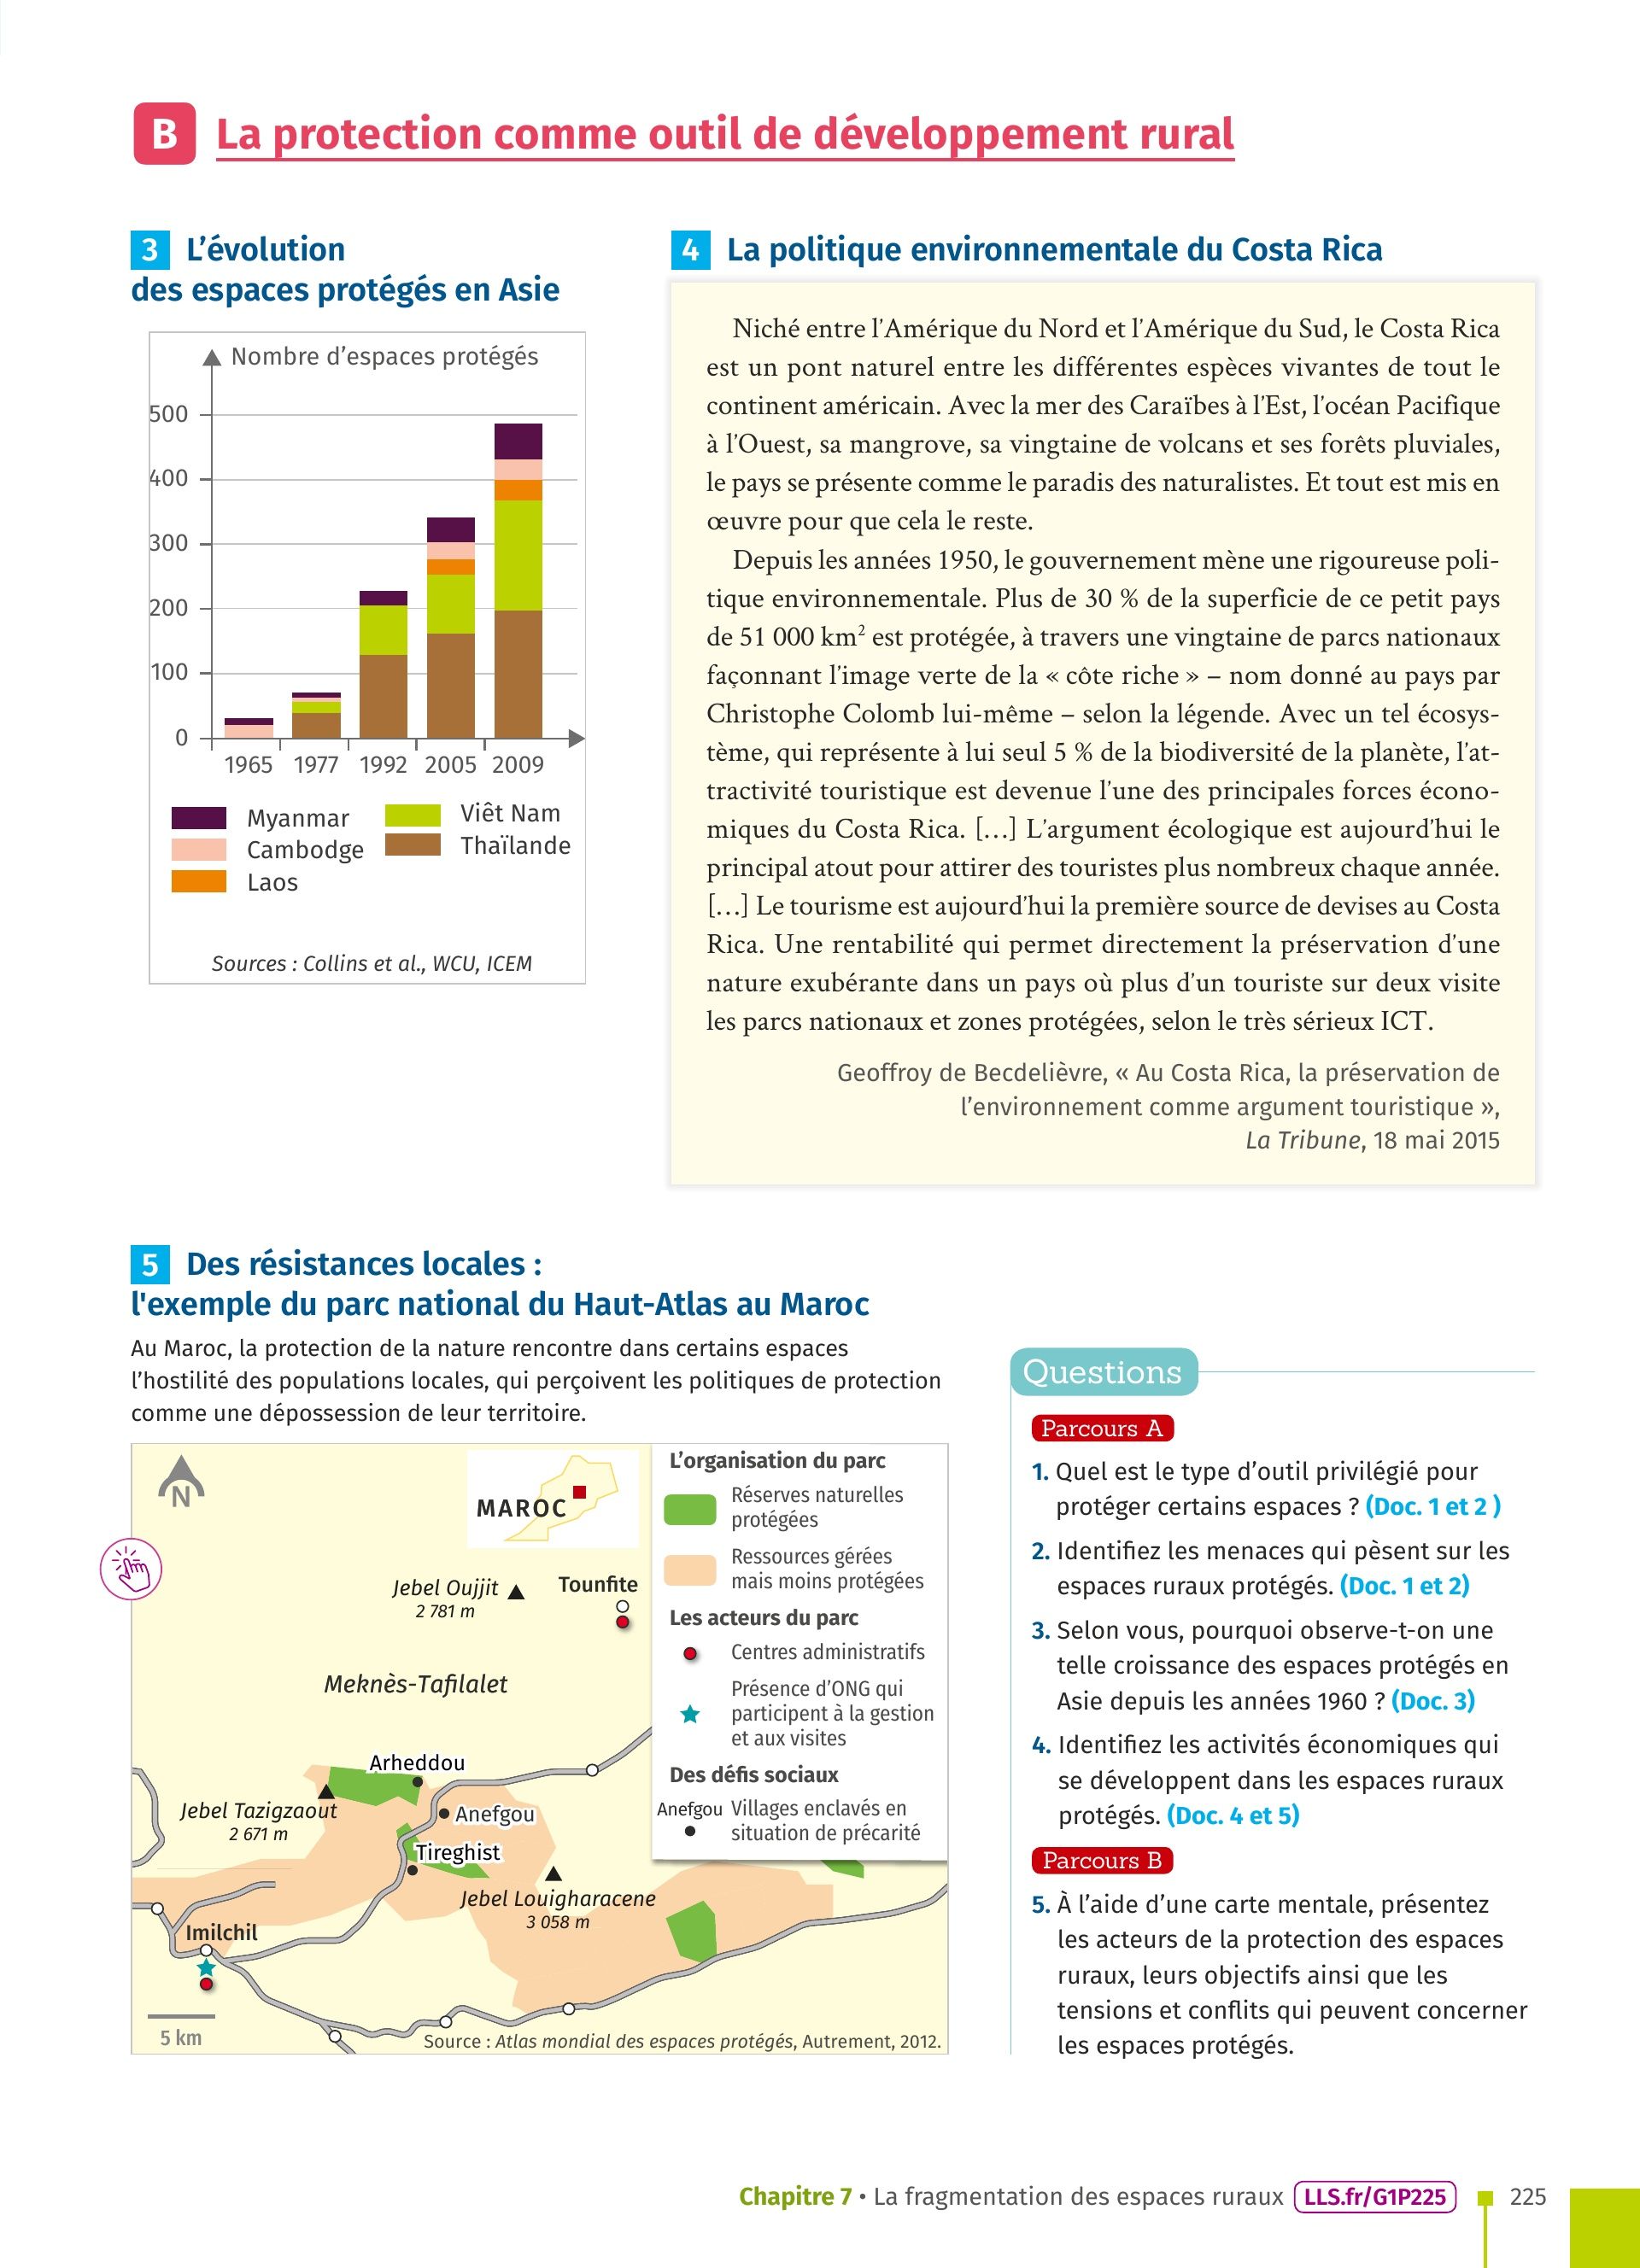 B La protection comme outil de développement rural
3 L'évolution
des espaces protégés en Asie
Nombre d'espaces protégés
500
400
300
200
100
0
1965 1977 1992 2005 2009
Myanmar
Cambodge
Laos
Viêt Nam
Thaïlande
Sources : Collins et al., WCU, ICEM
4 La politique environnementale du Costa Rica
Niché entre l'Amérique du Nord et l'Amérique du Sud, le Costa Rica
est un pont naturel entre les différentes espèces vivantes de tout le
continent américain. Avec la mer des Caraïbes à l'Est, l'océan Pacifique
à l'Ouest, sa mangrove, sa vingtaine de volcans et ses forêts pluviales,
le pays se présente comme le paradis des naturalistes. Et tout est mis en
œuvre pour que cela le reste.
Depuis les années 1950, le gouvernement mène une rigoureuse poli-
tique environnementale. Plus de 30 % de la superficie de ce petit pays
de 51 000 km² est protégée, à travers une vingtaine de parcs nationaux
façonnant l'image verte de la « côte riche » – nom donné au pays par
Christophe Colomb lui-même – selon la légende. Avec un tel écosys-
tème, qui représente à lui seul 5 % de la biodiversité de la planète, l'at-
tractivité touristique est devenue l'une des principales forces écono-
miques du Costa Rica. [...] L'argument écologique est aujourd'hui le
principal atout pour attirer des touristes plus nombreux chaque année.
[...] Le tourisme est aujourd'hui la première source de devises au Costa
Rica. Une rentabilité qui permet directement la préservation d'une
nature exubérante dans un pays où plus d'un touriste sur deux visite
les parcs nationaux et zones protégées, selon le très sérieux ICT.
Geoffroy de Becdelièvre, « Au Costa Rica, la préservation de
l'environnement comme argument touristique »,
La Tribune, 18 mai 2015
5 Des résistances locales :
l'exemple du parc national du Haut-Atlas au Maroc
Au Maroc, la protection de la nature rencontre dans certains espaces
l'hostilité des populations locales, qui perçoivent les politiques de protection
comme une dépossession de leur territoire.
N
MAROC
Jebel Oujjit
2 781 m
Tounfite
Meknès-Tafilalet
Arheddou
Jebel Tazigzaout
2 671 m
Anefgou
Tireghist
Jebel Louigharacene
3 058 m
Imilchil
5 km
Source : Atlas mondial des espaces protégés, Autrement, 2012.
L'organisation du parc
Réserves naturelles
protégées
Ressources gérées
mais moins protégées
Les acteurs du parc
Centres administratifs
Présence d'ONG qui
participent à la gestion
et aux visites
Des défis sociaux
Anefgou Villages enclavés en
situation de précarité
Questions
Parcours A
1. Quel est le type d'outil privilégié pour
protéger certains espaces ? (Doc. 1 et 2 )
2. Identifiez les menaces qui pèsent sur les
espaces ruraux protégés. (Doc. 1 et 2)
3. Selon vous, pourquoi observe-t-on une
telle croissance des espaces protégés en
Asie depuis les années 1960 ? (Doc. 3)
4. Identifiez les activités économiques qui
se développent dans les espaces ruraux
protégés. (Doc. 4 et 5)
Parcours B
5. À l'aide d'une carte mentale, présentez
les acteurs de la protection des espaces
ruraux, leurs objectifs ainsi que les
tensions et conflits qui peuvent concerner
les espaces protégés.
Chapitre 7 • La fragmentation des espaces ruraux LLS.fr/G1P225 225